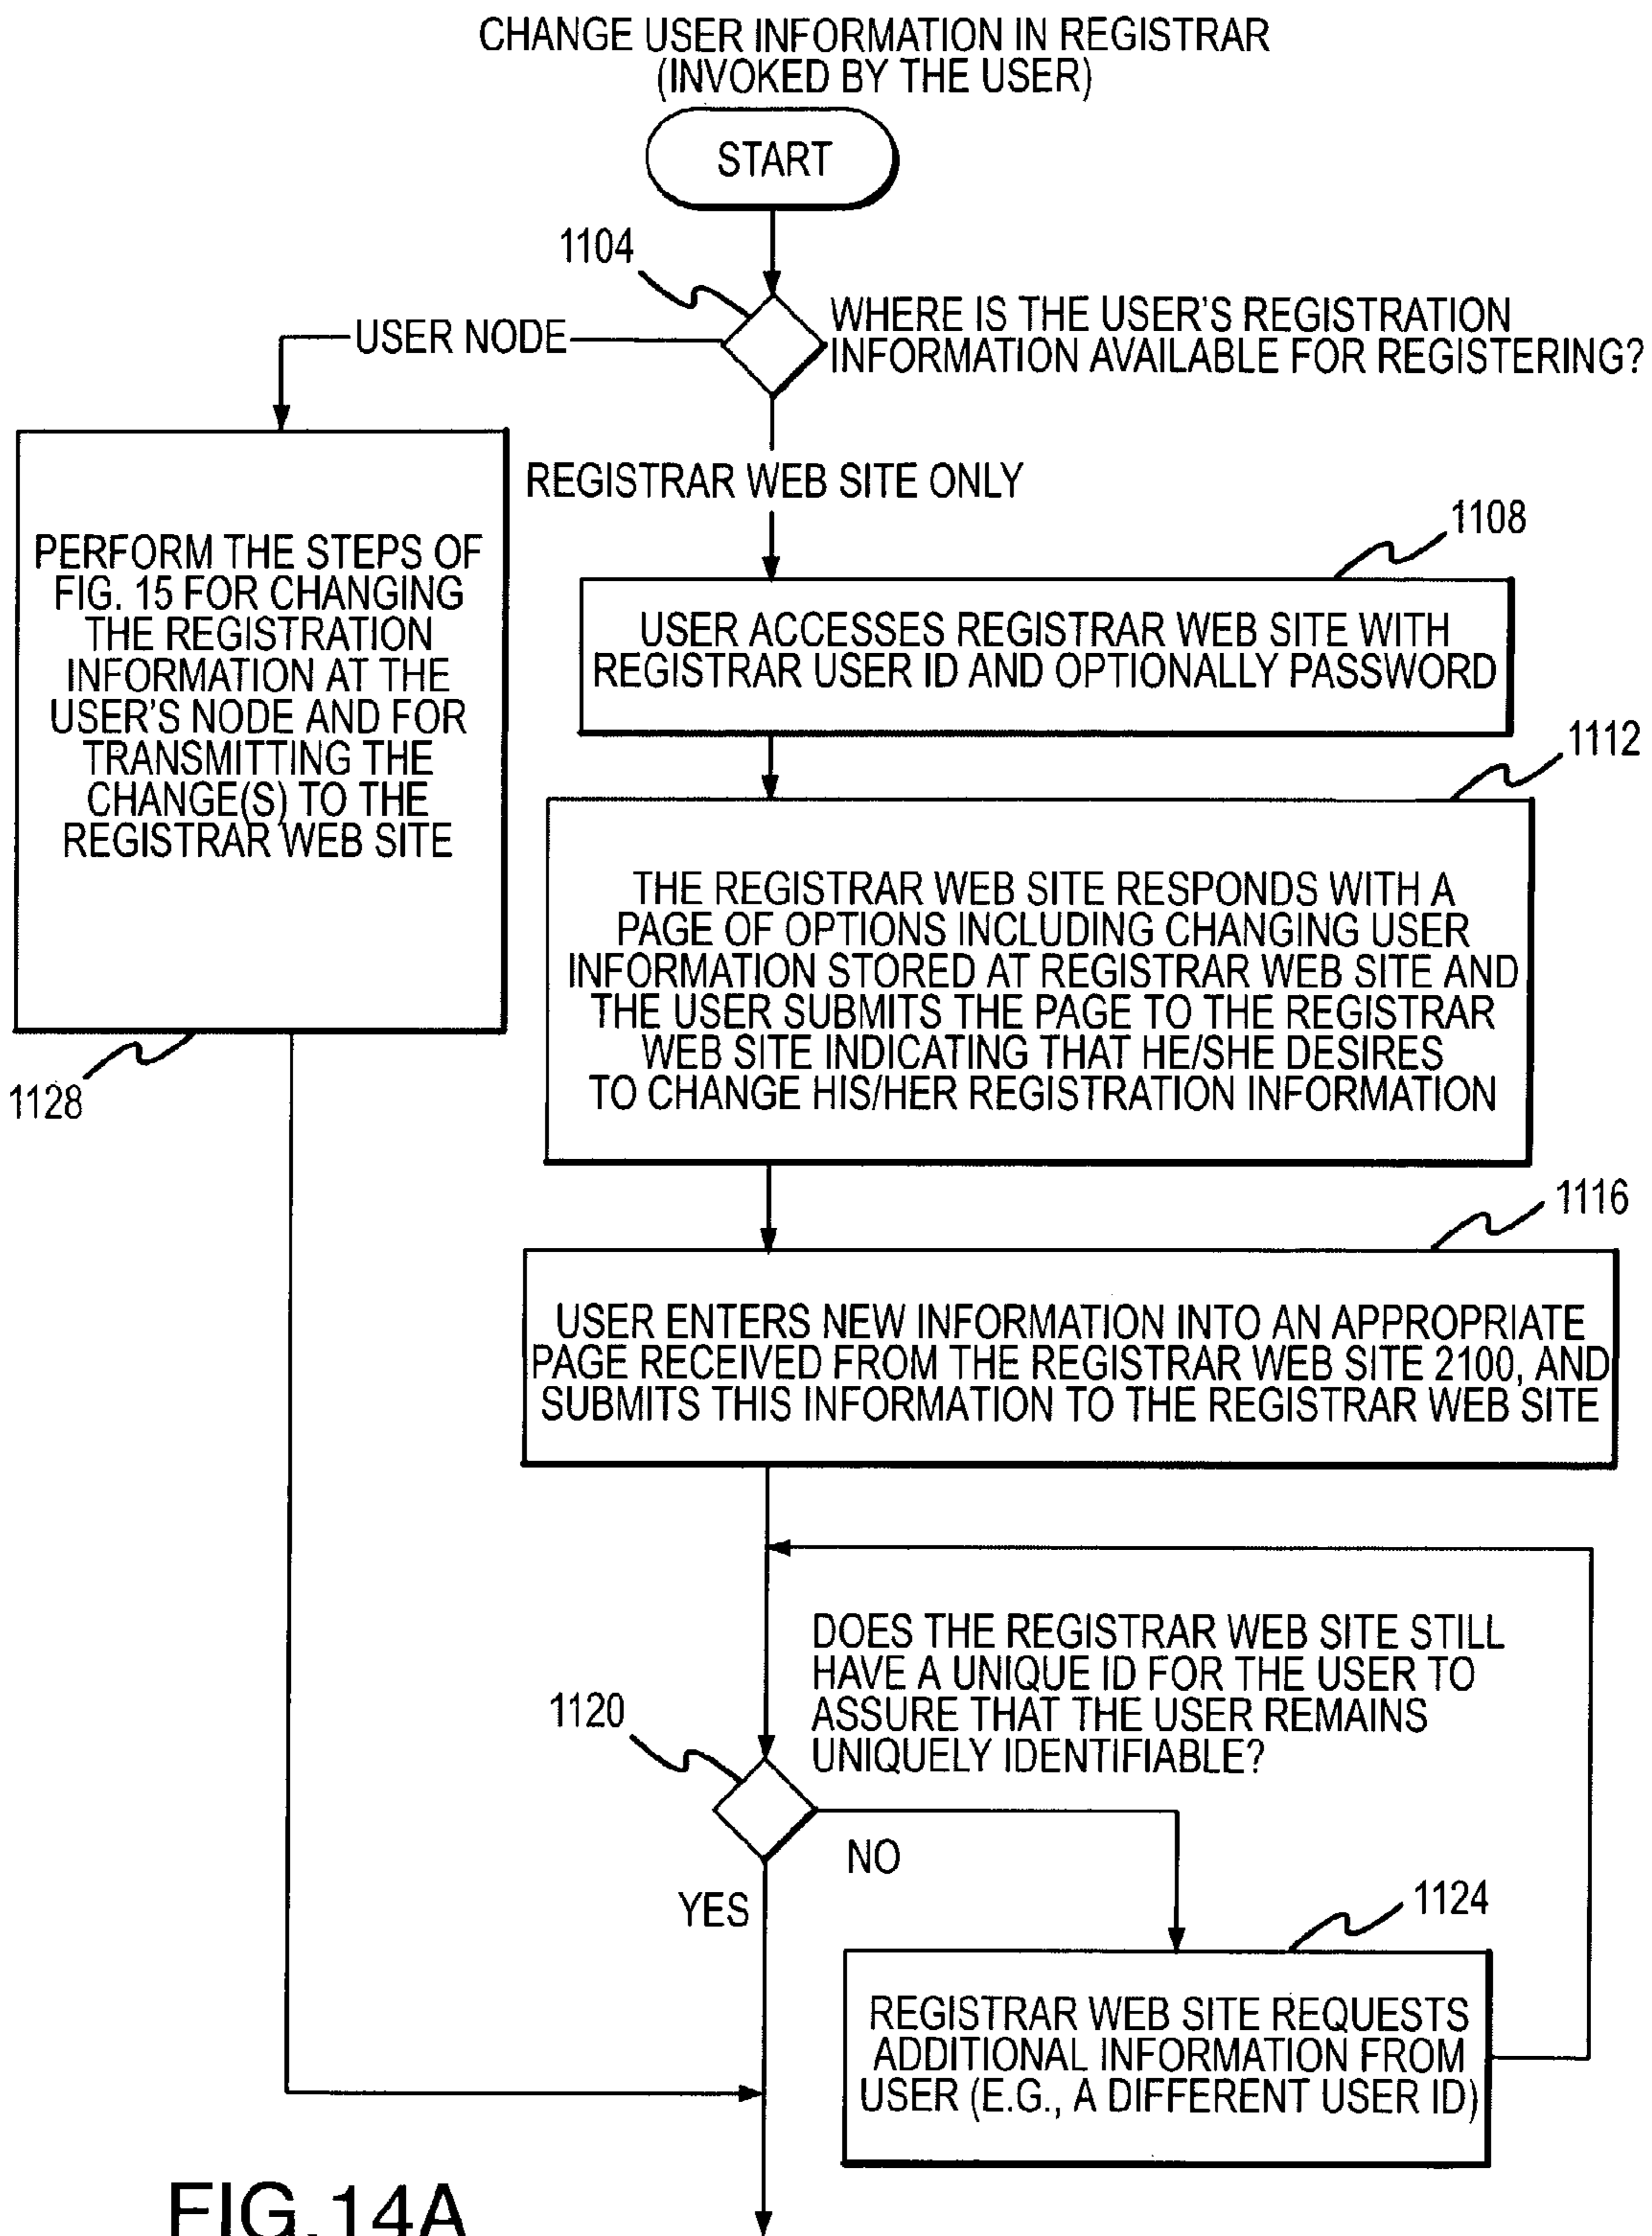 CHANGE USER INFORMATION IN REGISTRAR
(INVOKED BY THE USER)
START
1104
WHERE IS THE USER'S REGISTRATION
INFORMATION AVAILABLE FOR REGISTERING?
USER NODE
REGISTRAR WEB SITE ONLY
PERFORM THE STEPS OF
FIG. 15 FOR CHANGING
THE REGISTRATION
INFORMATION AT THE
USER'S NODE AND FOR
TRANSMITTING THE
CHANGE(S) TO THE
REGISTRAR WEB SITE
1128
1108
USER ACCESSES REGISTRAR WEB SITE WITH
REGISTRAR USER ID AND OPTIONALLY PASSWORD
1112
THE REGISTRAR WEB SITE RESPONDS WITH A
PAGE OF OPTIONS INCLUDING CHANGING USER
INFORMATION STORED AT REGISTRAR WEB SITE AND
THE USER SUBMITS THE PAGE TO THE REGISTRAR
WEB SITE INDICATING THAT HE/SHE DESIRES
TO CHANGE HIS/HER REGISTRATION INFORMATION
1116
USER ENTERS NEW INFORMATION INTO AN APPROPRIATE
PAGE RECEIVED FROM THE REGISTRAR WEB SITE 2100, AND
SUBMITS THIS INFORMATION TO THE REGISTRAR WEB SITE
DOES THE REGISTRAR WEB SITE STILL
HAVE A UNIQUE ID FOR THE USER TO
ASSURE THAT THE USER REMAINS
UNIQUELY IDENTIFIABLE?
1120
NO
YES
1124
REGISTRAR WEB SITE REQUESTS
ADDITIONAL INFORMATION FROM
USER (E.G., A DIFFERENT USER ID)
FIG.14A